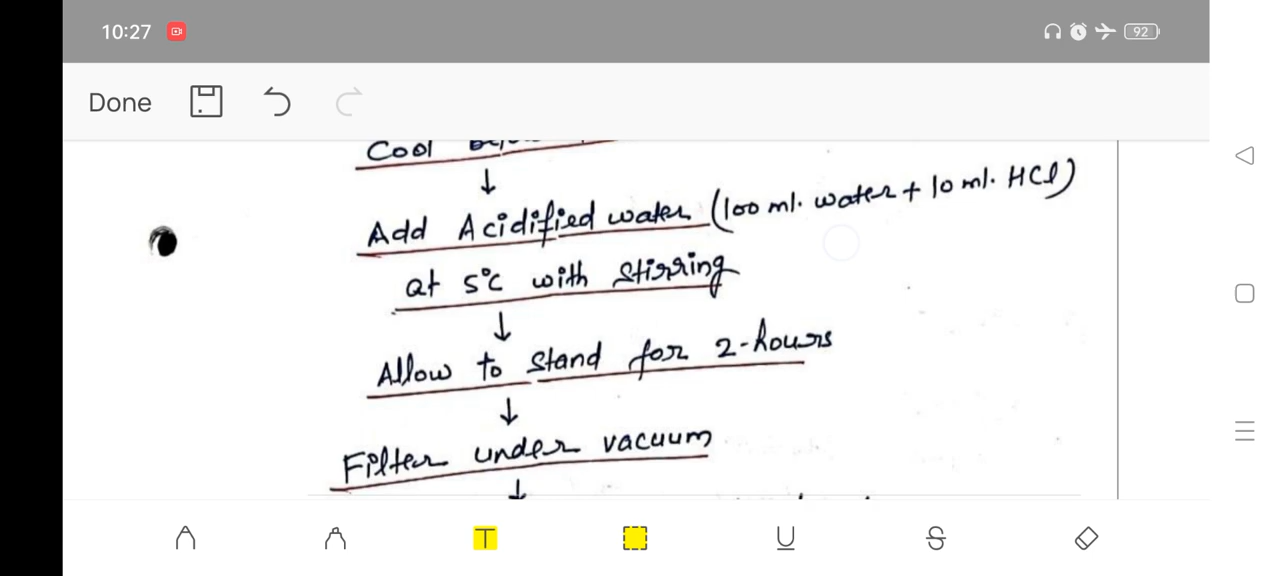 10:27
92
Done
Cool
Add Acidified water (100 ml. water + 10 ml. HCl)
at 5°C with stirring
Allow to stand for 2-hours
Filter under vacuum
T
U
S